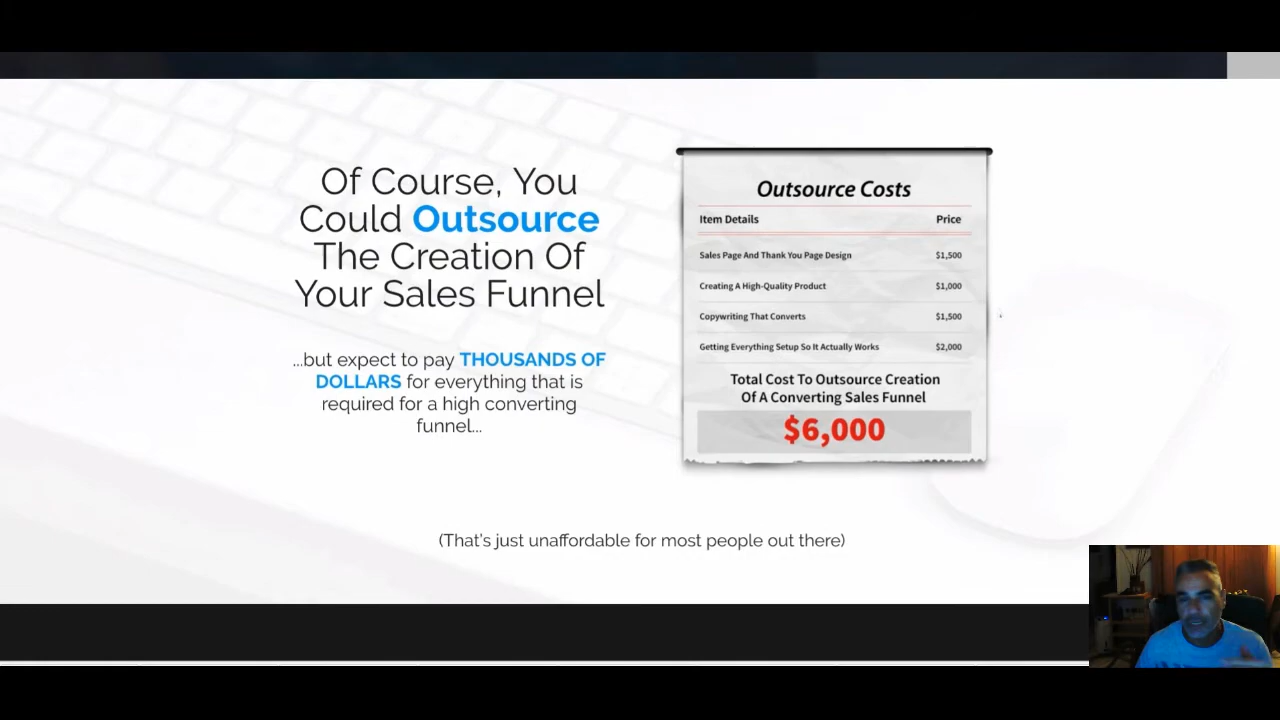 Of Course, You
Could Outsource
The Creation Of
Your Sales Funnel
...but expect to pay THOUSANDS OF
DOLLARS for everything that is
required for a high converting
funnel...
Outsource Costs
Item Details Price
Sales Page And Thank You Page Design $1,500
Creating A High-Quality Product $1,000
Copywriting That Converts $1,500
Getting Everything Setup So It Actually Works $2,000
Total Cost To Outsource Creation
Of A Converting Sales Funnel
$6,000
(That's just unaffordable for most people out there)